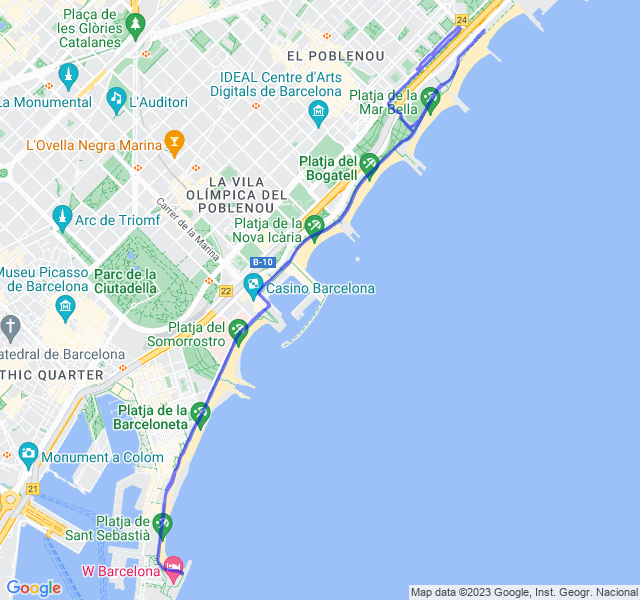 Plaça de
les Glòries
Catalanes
24
EL POBLENOU
La Monumental
L'Auditori
IDEAL Centre d'Arts
Digitals de Barcelona
Platja de la
Mar Bella
L'Ovella Negra Marina
Platja del
Bogatell
LA VILA
OLÍMPICA DEL
POBLENOU
Carrer de la Marina
Arc de Triomf
Platja de la
Nova Icària
B-10
Museu Picasso
de Barcelona
Parc de la
Ciutadella
22
Casino Barcelona
Platja del
Somorrostro
atedral de Barcelona
THIC QUARTER
Platja de la
Barceloneta
Monument a Colom
21
Platja de
Sant Sebastià
W Barcelona
Google
Map data ©2023 Google, Inst. Geogr. Nacional